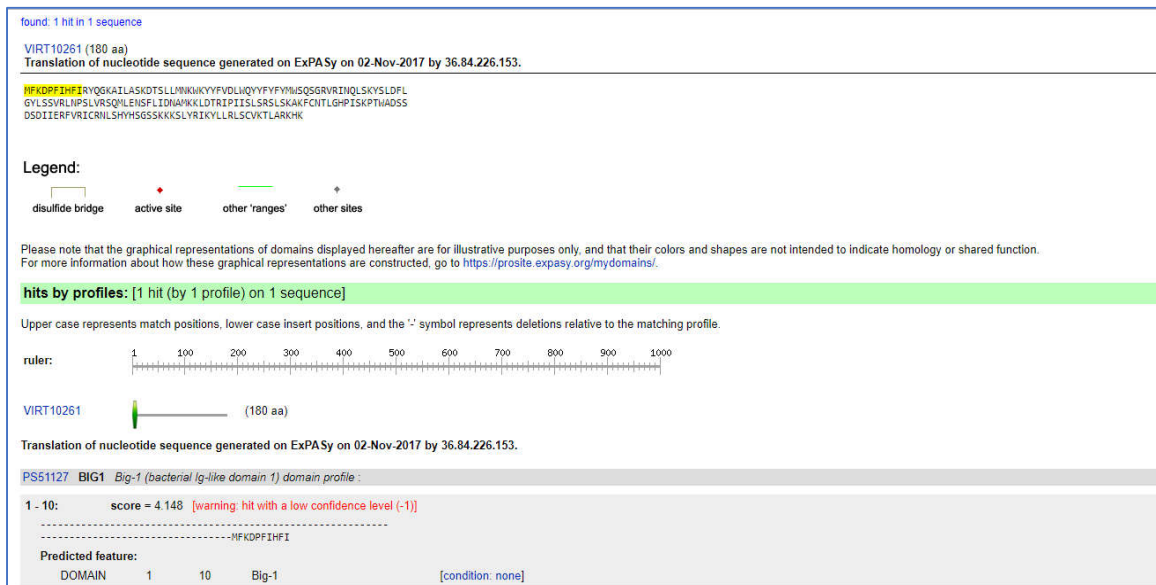 found: 1 hit in 1 sequence
VIRT10261 (180 aa)
Translation of nucleotide sequence generated on ExPASy on 02-Nov-2017 by 36.84.226.153.
MFKDPFIHFIRYQGKAILASKDTSLLMNKWKYYFVDLWQYYFYFYMWSQSGRVRINQLSKYSLDFL
GYLSSVRLNPSLVRSQMLENSFLIDNAMKKLDTRIPIISLSRSLSKAKFCNTLGHPISKPTWADSS
DSDIIERFVRICRNLSHYHSGSSKKKSLYRIKYLLRLSCVKTLARKHK
Legend:
disulfide bridge active site other 'ranges' other sites
Please note that the graphical representations of domains displayed hereafter are for illustrative purposes only, and that their colors and shapes are not intended to indicate homology or shared function.
For more information about how these graphical representations are constructed, go to https://prosite.expasy.org/mydomains/.
hits by profiles: [1 hit (by 1 profile) on 1 sequence]
Upper case represents match positions, lower case insert positions, and the '-' symbol represents deletions relative to the matching profile.
ruler: 1 100 200 300 400 500 600 700 800 900 1000
VIRT10261 (180 aa)
Translation of nucleotide sequence generated on ExPASy on 02-Nov-2017 by 36.84.226.153.
PS51127 BIG1 Big-1 (bacterial Ig-like domain 1) domain profile :
1 - 10: score = 4.148 [warning: hit with a low confidence level (-1)]
------------------------------------------------------------
---------------------------------MFKDPFIHFI
Predicted feature:
DOMAIN 1 10 Big-1 [condition: none]